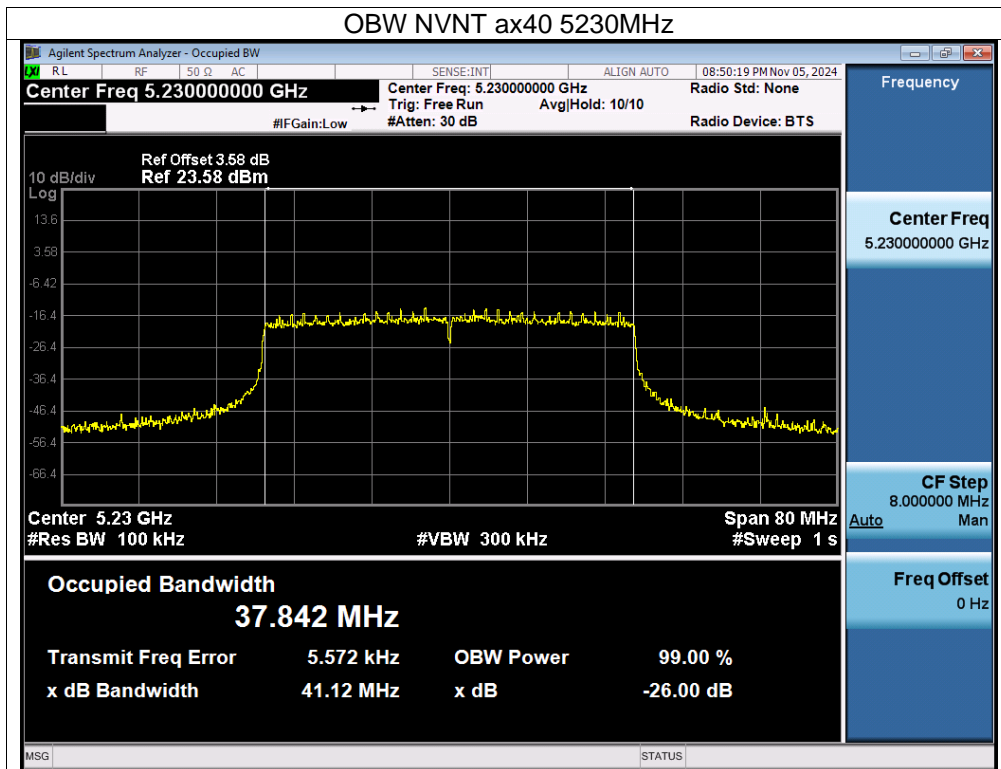 OBW NVNT ax40 5230MHz
Agilent Spectrum Analyzer - Occupied BW
LXI RL RF 50 Ω AC SENSE:INT ALIGN AUTO 08:50:19 PM Nov 05, 2024
Center Freq 5.230000000 GHz
Center Freq: 5.230000000 GHz Radio Std: None
Trig: Free Run Avg|Hold: 10/10
#IFGain:Low #Atten: 30 dB Radio Device: BTS
Ref Offset 3.58 dB
10 dB/div Ref 23.58 dBm
Log
13.6
3.58
-6.42
-16.4
-26.4
-36.4
-46.4
-56.4
-66.4
Center 5.23 GHz Span 80 MHz
#Res BW 100 kHz #VBW 300 kHz #Sweep 1 s
Occupied Bandwidth
37.842 MHz
Transmit Freq Error 5.572 kHz OBW Power 99.00 %
x dB Bandwidth 41.12 MHz x dB -26.00 dB
Frequency
Center Freq
5.230000000 GHz
CF Step
8.000000 MHz
Auto Man
Freq Offset
0 Hz
MSG STATUS